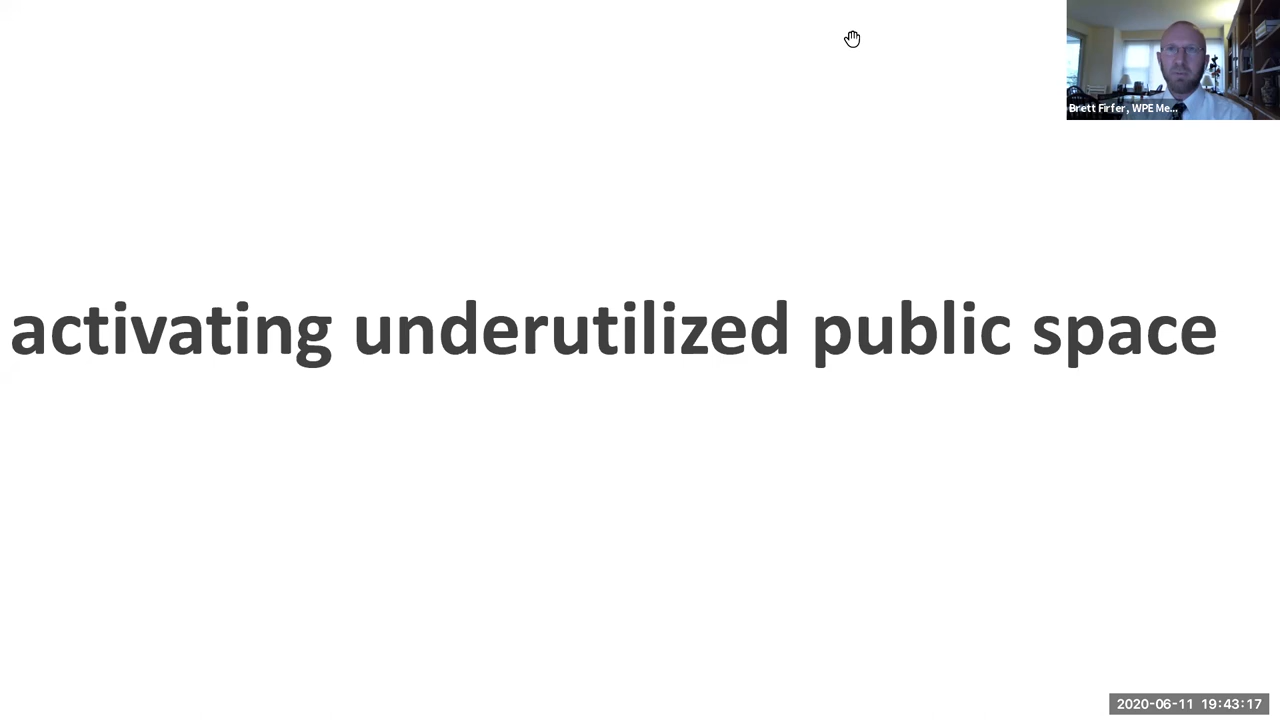 Brett Firfer, WPE Me...
activating underutilized public space
2020-06-11 19:43:17